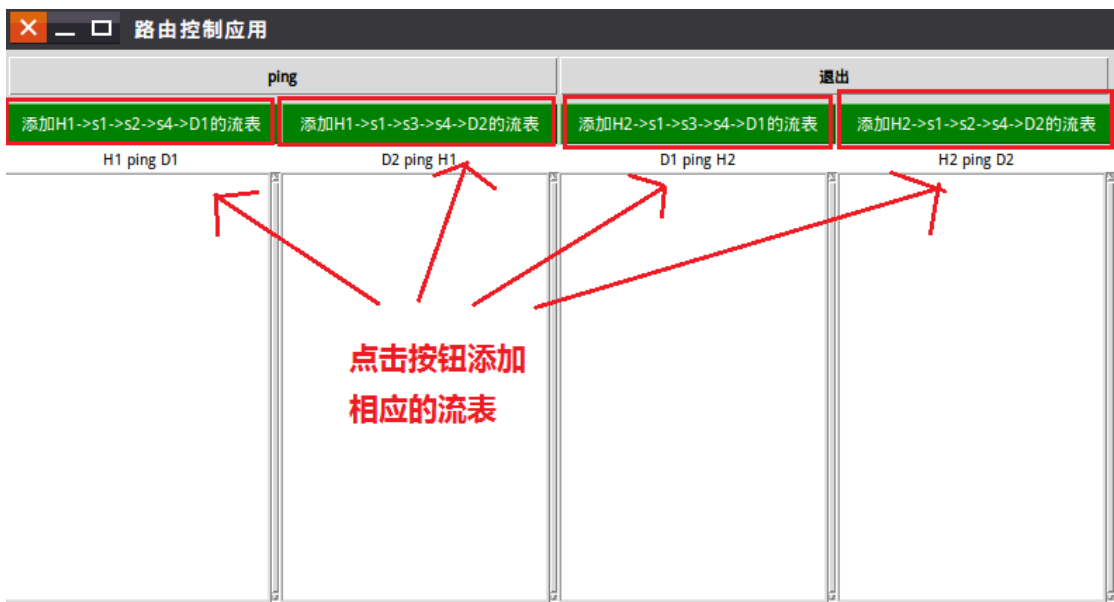 路由控制应用
ping
退出
添加H1->s1->s2->s4->D1的流表
添加H1->s1->s3->s4->D2的流表
添加H2->s1->s3->s4->D1的流表
添加H2->s1->s2->s4->D2的流表
H1 ping D1
D2 ping H1
D1 ping H2
H2 ping D2
点击按钮添加
相应的流表